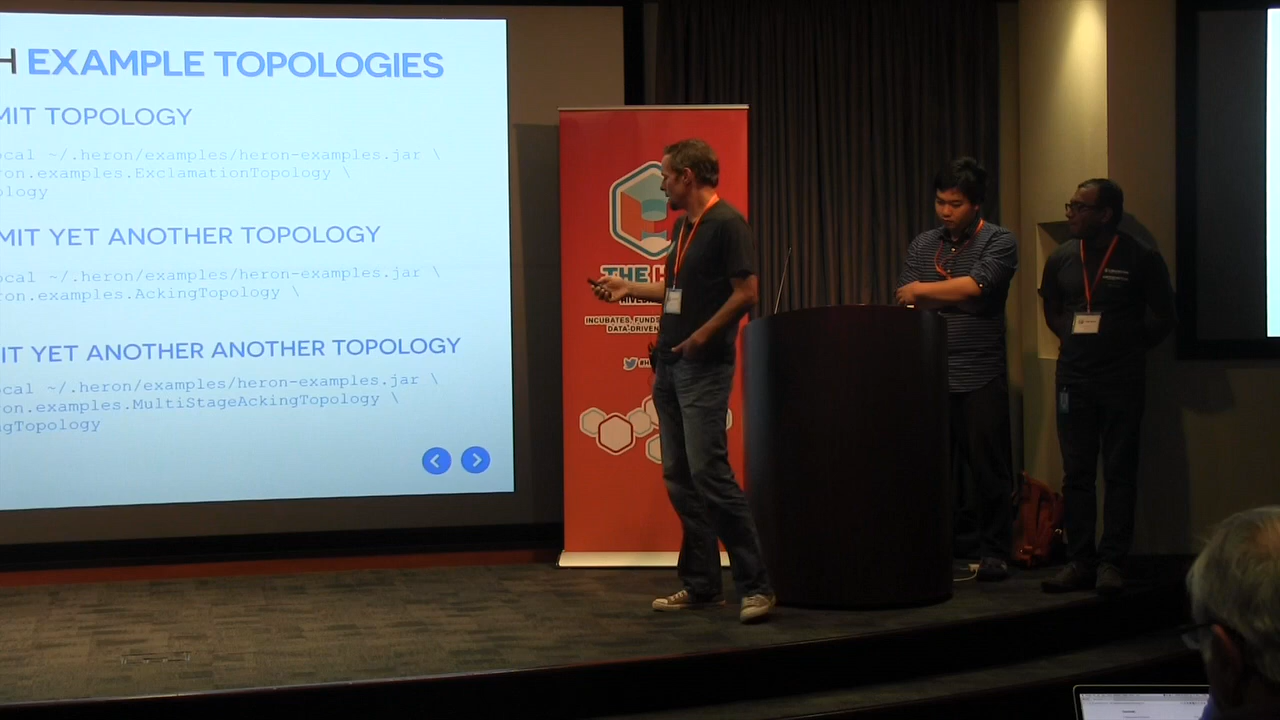 H EXAMPLE TOPOLOGIES
MIT TOPOLOGY
ocal ~/.heron/examples/heron-examples.jar \
ron.examples.ExclamationTopology \
ology
MIT YET ANOTHER TOPOLOGY
ocal ~/.heron/examples/heron-examples.jar \
ron.examples.AckingTopology \
IT YET ANOTHER ANOTHER TOPOLOGY
ocal ~/.heron/examples/heron-examples.jar \
ron.examples.MultiStageAckingTopology \
ngTopology
THE H
INCUBATES, FUND
DATA-DRIVEN